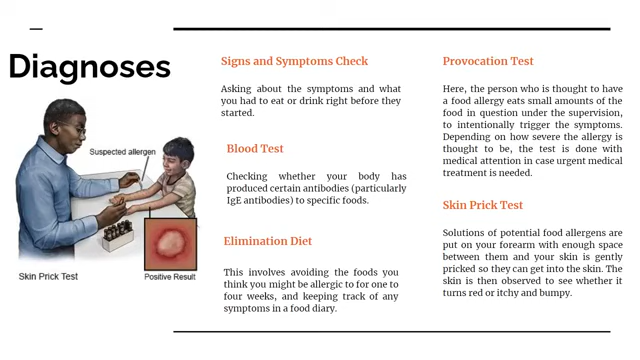 Diagnoses
Suspected allergen
Skin Prick Test
Positive Result
Signs and Symptoms Check
Asking about the symptoms and what
you had to eat or drink right before they
started.
Blood Test
Checking whether your body has
produced certain antibodies (particularly
IgE antibodies) to specific foods.
Elimination Diet
This involves avoiding the foods you
think you might be allergic to for one to
four weeks, and keeping track of any
symptoms in a food diary.
Provocation Test
Here, the person who is thought to have
a food allergy eats small amounts of the
food in question under the supervision,
to intentionally trigger the symptoms.
Depending on how severe the allergy is
thought to be, the test is done with
medical attention in case urgent medical
treatment is needed.
Skin Prick Test
Solutions of potential food allergens are
put on your forearm with enough space
between them and your skin is gently
pricked so they can get into the skin. The
skin is then observed to see whether it
turns red or itchy and bumpy.